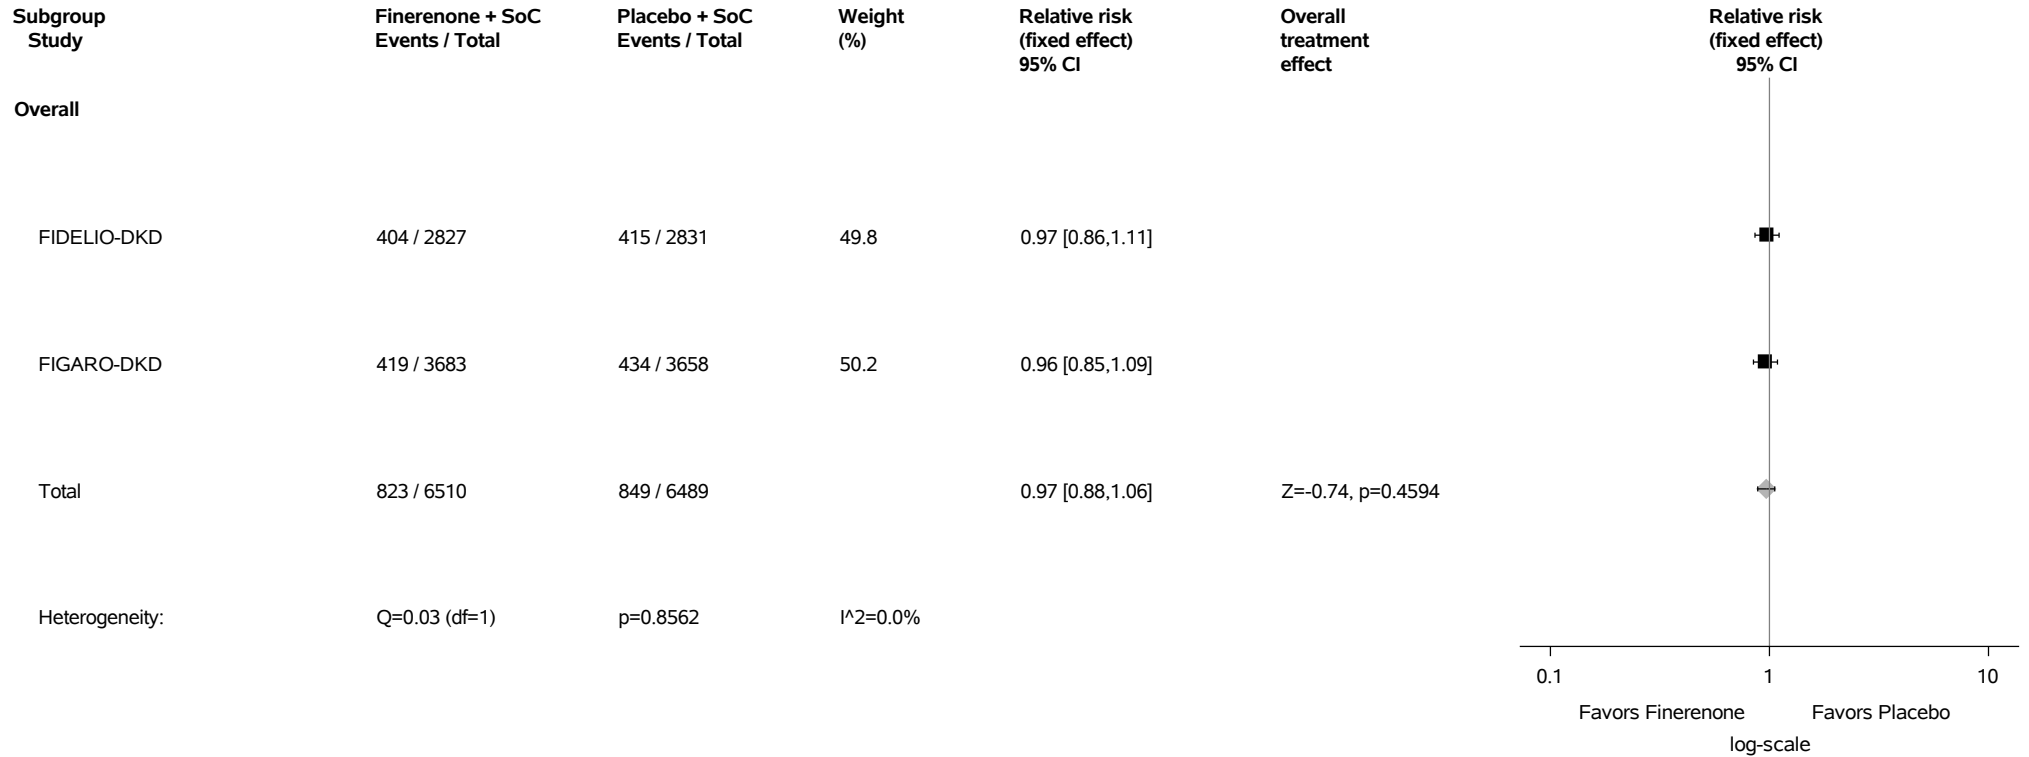 Subgroup Finerenone + SoC Placebo + SoC Weight Relative risk Overall Relative risk
Study Events / Total Events / Total (%) (fixed effect) treatment (fixed effect)
95% CI effect 95% CI
Overall
FIDELIO-DKD 404 / 2827 415 / 2831 49.8 0.97 [0.86,1.11]
FIGARO-DKD 419 / 3683 434 / 3658 50.2 0.96 [0.85,1.09]
Total 823 / 6510 849 / 6489 0.97 [0.88,1.06] Z=-0.74, p=0.4594
Heterogeneity: Q=0.03 (df=1) p=0.8562 I^2=0.0%
0.1 1 10
Favors Finerenone Favors Placebo
log-scale